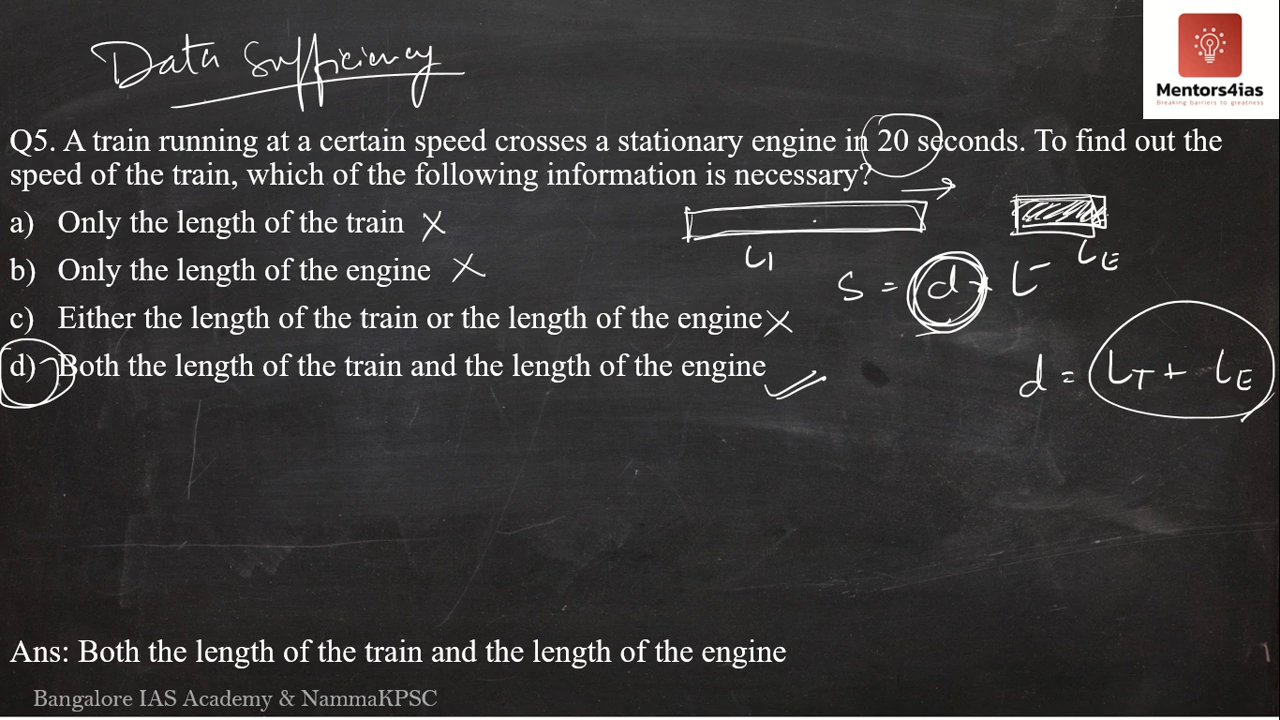 Data Sufficiency
Mentors4ias
Breaking barriers to greatness
Q5. A train running at a certain speed crosses a stationary engine in 20 seconds. To find out the
speed of the train, which of the following information is necessary?
a) Only the length of the train X
b) Only the length of the engine X
c) Either the length of the train or the length of the engine X
d) Both the length of the train and the length of the engine
LT
LE
S = d
d = LT + LE
Ans: Both the length of the train and the length of the engine
Bangalore IAS Academy & NammaKPSC